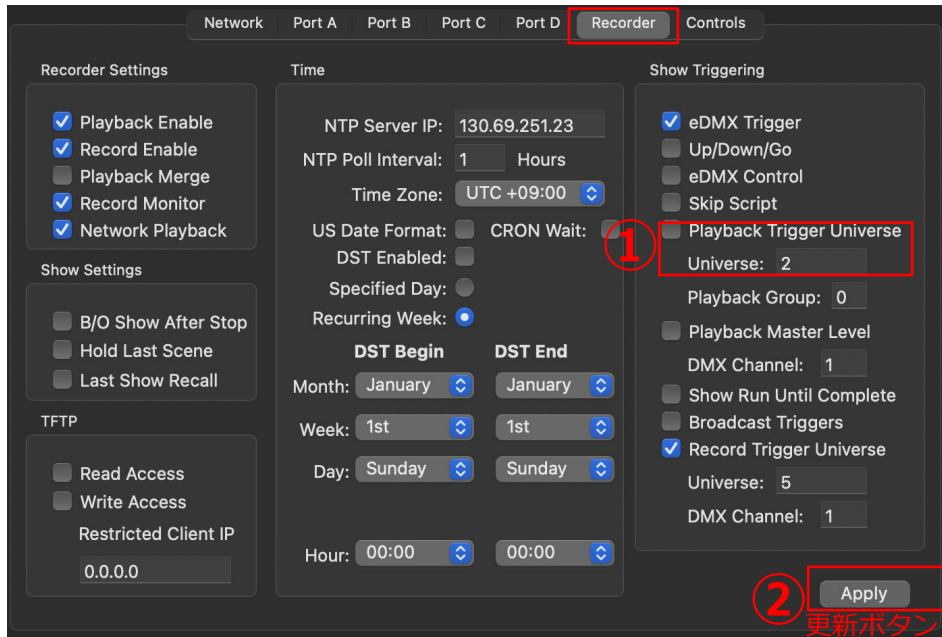 Network Port A Port B Port C Port D Recorder Controls
Recorder Settings
Playback Enable
Record Enable
Playback Merge
Record Monitor
Network Playback
Show Settings
B/O Show After Stop
Hold Last Scene
Last Show Recall
TFTP
Read Access
Write Access
Restricted Client IP
0.0.0.0
Time
NTP Server IP: 130.69.251.23
NTP Poll Interval: 1 Hours
Time Zone: UTC +09:00
US Date Format: CRON Wait:
DST Enabled:
Specified Day:
Recurring Week:
DST Begin DST End
Month: January January
Week: 1st 1st
Day: Sunday Sunday
Hour: 00:00 00:00
Show Triggering
eDMX Trigger
Up/Down/Go
eDMX Control
Skip Script
① Playback Trigger Universe
Universe: 2
Playback Group: 0
Playback Master Level
DMX Channel: 1
Show Run Until Complete
Broadcast Triggers
Record Trigger Universe
Universe: 5
DMX Channel: 1
② Apply
更新ボタン